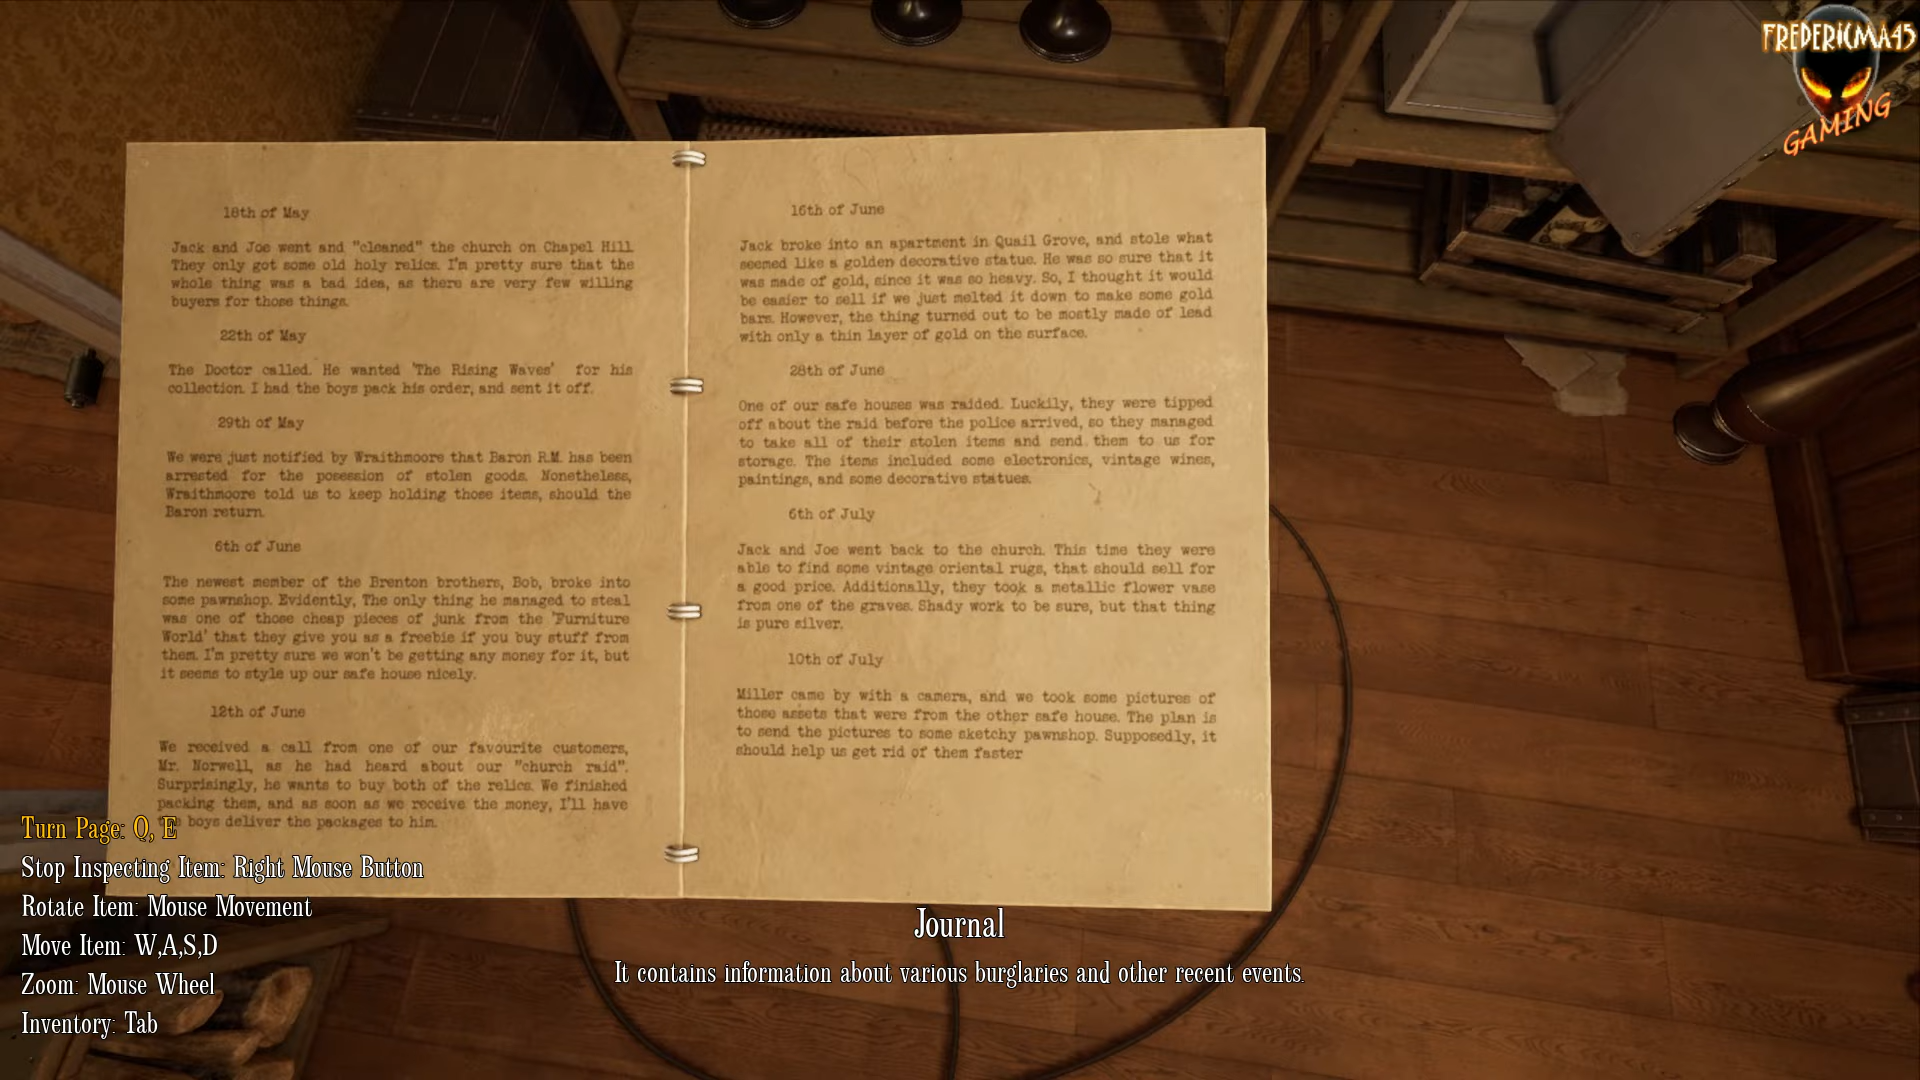 FREDERICMA45
GAMING
18th of May
Jack and Joe went and "cleaned" the church on Chapel Hill.
They only got some old holy relics. I'm pretty sure that the
whole thing was a bad idea, as there are very few willing
buyers for those things.
22th of May
The Doctor called. He wanted 'The Rising Waves' for his
collection. I had the boys pack his order, and sent it off.
29th of May
We were just notified by Wraithmoore that Baron R.M. has been
arrested for the posession of stolen goods. Nonetheless,
Wraithmoore told us to keep holding those items, should the
Baron return.
6th of June
The newest member of the Brenton brothers, Bob, broke into
some pawnshop. Evidently, The only thing he managed to steal
was one of those cheap pieces of junk from the 'Furniture
World' that they give you as a freebie if you buy stuff from
them. I'm pretty sure we won't be getting any money for it, but
it seems to style up our safe house nicely.
12th of June
We received a call from one of our favourite customers,
Mr. Norwell, as he had heard about our "church raid".
Surprisingly, he wants to buy both of the relics. We finished
packing them, and as soon as we receive the money, I'll have
boys deliver the packages to him.
16th of June
Jack broke into an apartment in Quail Grove, and stole what
seemed like a golden decorative statue. He was so sure that it
was made of gold, since it was so heavy. So, I thought it would
be easier to sell if we just melted it down to make some gold
bars. However, the thing turned out to be mostly made of lead
with only a thin layer of gold on the surface.
28th of June
One of our safe houses was raided. Luckily, they were tipped
off about the raid before the police arrived, so they managed
to take all of their stolen items and send them to us for
storage. The items included some electronics, vintage wines,
paintings, and some decorative statues.
6th of July
Jack and Joe went back to the church. This time they were
able to find some vintage oriental rugs, that should sell for
a good price. Additionally, they took a metallic flower vase
from one of the graves. Shady work to be sure, but that thing
is pure silver.
10th of July
Miller came by with a camera, and we took some pictures of
those assets that were from the other safe house. The plan is
to send the pictures to some sketchy pawnshop. Supposedly, it
should help us get rid of them faster
Turn Page: Q, E
Stop Inspecting Item: Right Mouse Button
Rotate Item: Mouse Movement
Move Item: W,A,S,D
Zoom: Mouse Wheel
Inventory: Tab
Journal
It contains information about various burglaries and other recent events.